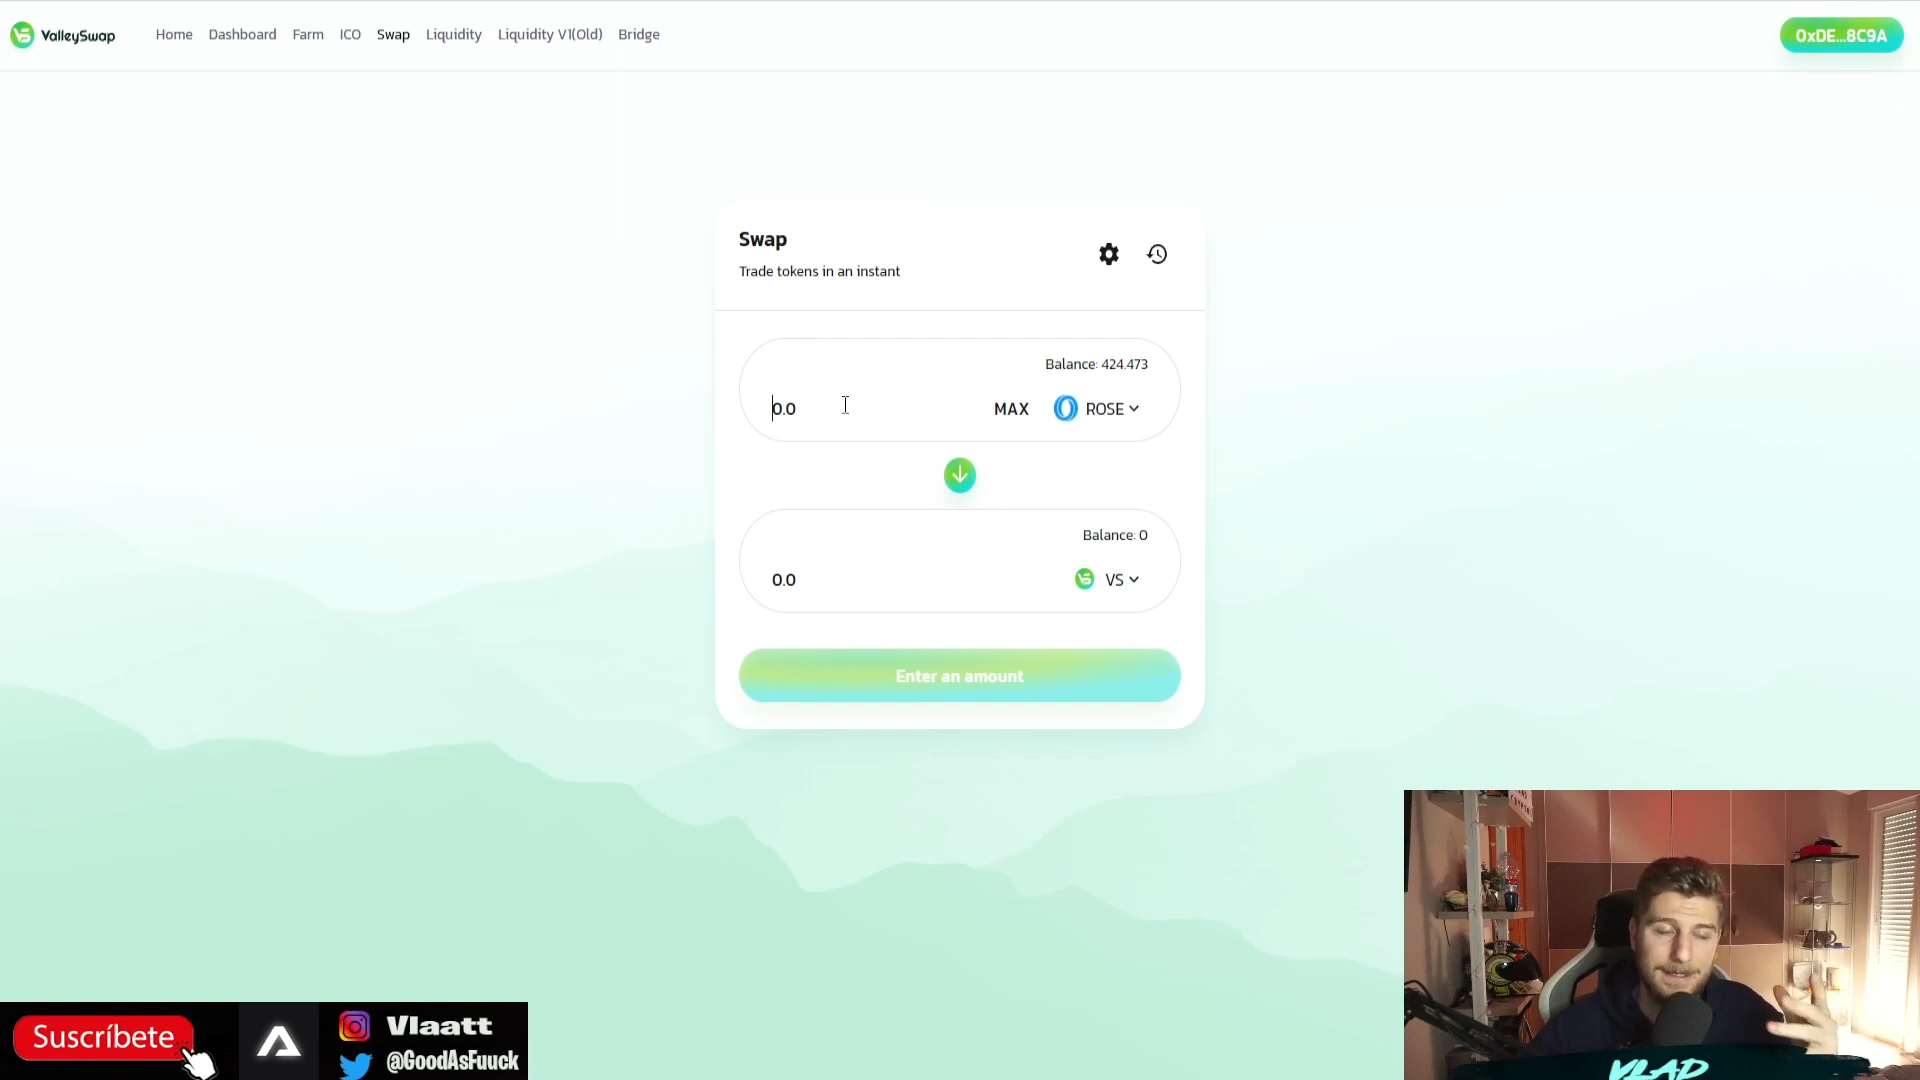 ValleySwap
Home
Dashboard
Farm
ICO
Swap
Liquidity
Liquidity V1(Old)
Bridge
0xDE...8C9A
Swap
Trade tokens in an instant
Balance: 424.473
0.0
MAX
ROSE
Balance: 0
0.0
VS
Enter an amount
Suscríbete
Vlaatt
@GoodAsFuuck
VLAD